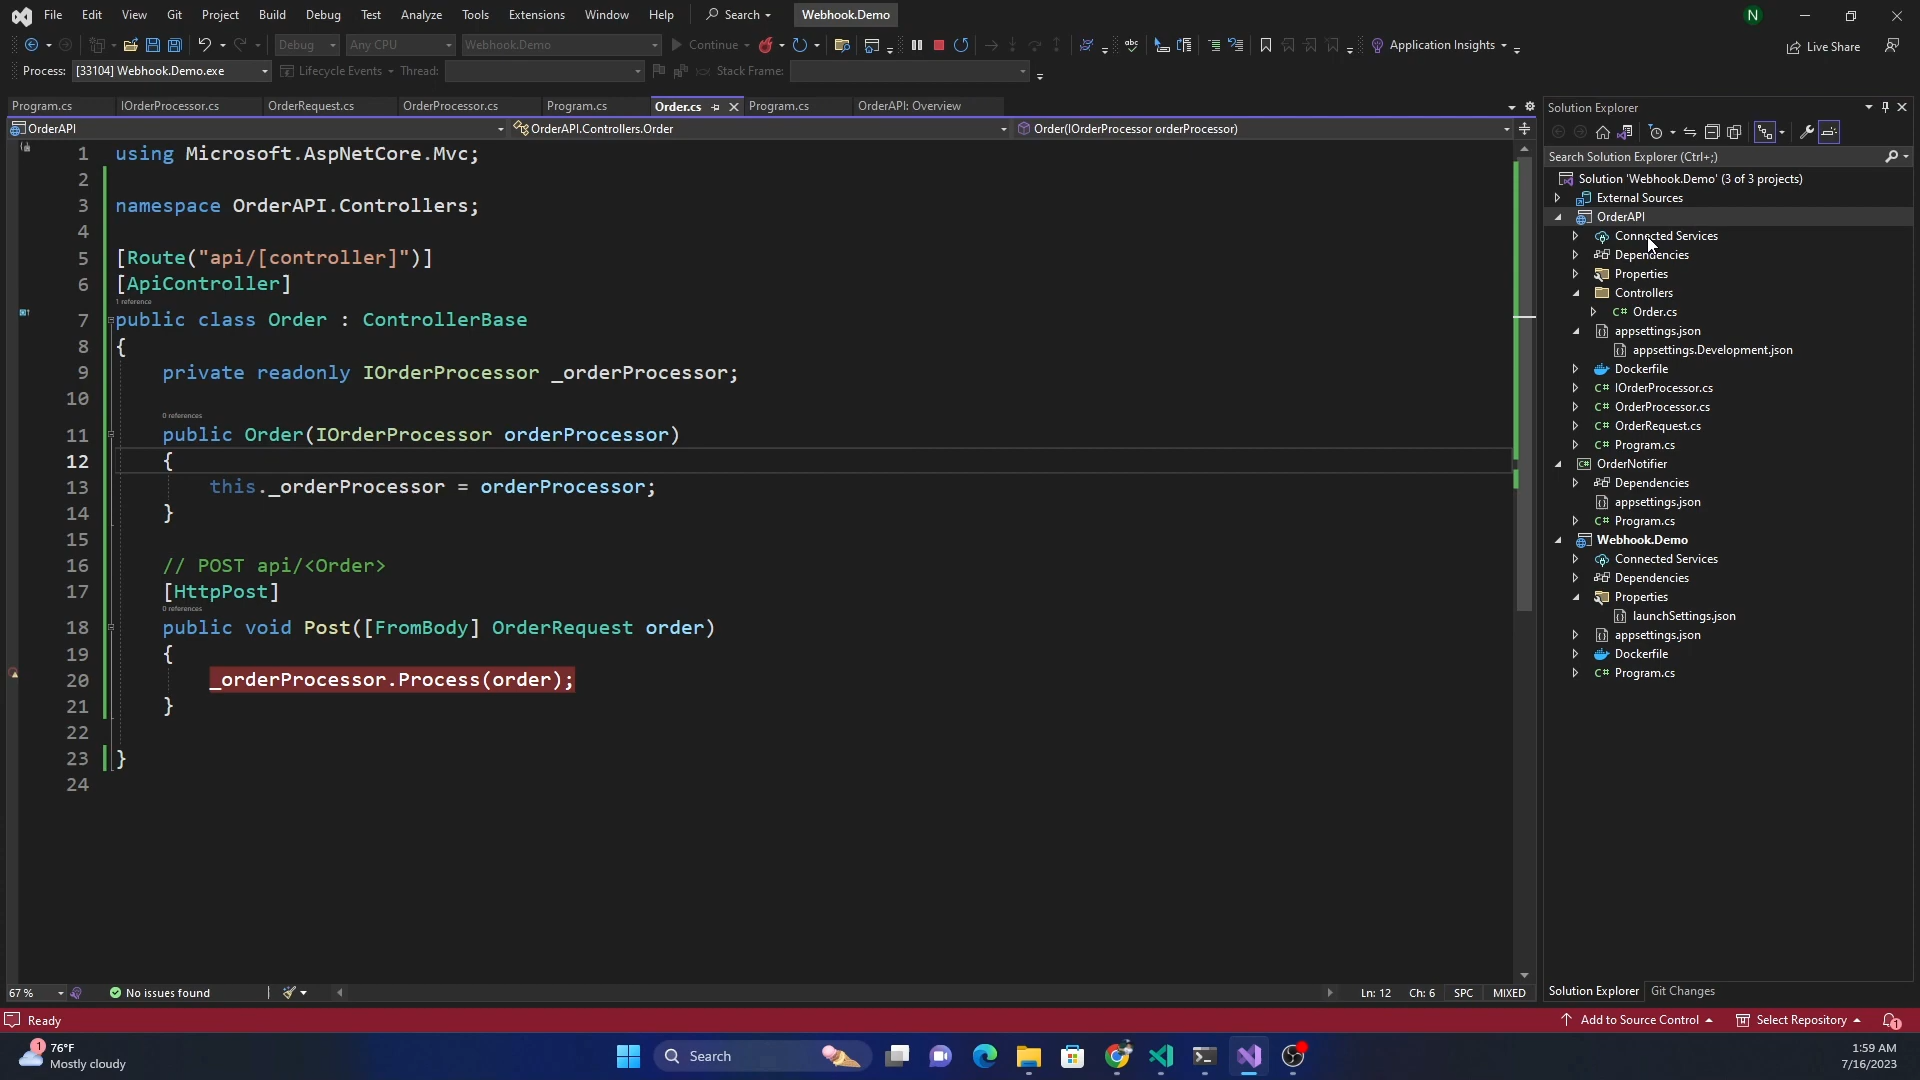 File Edit View Git Project Build Debug Test Analyze Tools Extensions Window Help Search Webhook.Demo N
Debug Any CPU Webhook.Demo Continue Application Insights Live Share
Process: [33104] Webhook.Demo.exe Lifecycle Events Thread: Stack Frame:
Program.cs IOrderProcessor.cs OrderRequest.cs OrderProcessor.cs Program.cs Order.cs Program.cs OrderAPI: Overview
OrderAPI OrderAPI.Controllers.Order Order(IOrderProcessor orderProcessor)
1 using Microsoft.AspNetCore.Mvc;
2
3 namespace OrderAPI.Controllers;
4
5 [Route("api/[controller]")]
6 [ApiController]
1 reference
7 public class Order : ControllerBase
8 {
9 private readonly IOrderProcessor _orderProcessor;
10
0 references
11 public Order(IOrderProcessor orderProcessor)
12 {
13 this._orderProcessor = orderProcessor;
14 }
15
16 // POST api/<Order>
17 [HttpPost]
0 references
18 public void Post([FromBody] OrderRequest order)
19 {
20 _orderProcessor.Process(order);
21 }
22
23 }
24
67 % No issues found Ln: 12 Ch: 6 SPC MIXED
Solution Explorer
Search Solution Explorer (Ctrl+;)
Solution 'Webhook.Demo' (3 of 3 projects)
External Sources
OrderAPI
Connected Services
Dependencies
Properties
Controllers
C# Order.cs
appsettings.json
appsettings.Development.json
Dockerfile
C# IOrderProcessor.cs
C# OrderProcessor.cs
C# OrderRequest.cs
C# Program.cs
C# OrderNotifier
Dependencies
appsettings.json
C# Program.cs
Webhook.Demo
Connected Services
Dependencies
Properties
launchSettings.json
appsettings.json
Dockerfile
C# Program.cs
Solution Explorer Git Changes
Ready Add to Source Control Select Repository 1
1 76°F
Mostly cloudy
Search
1:59 AM
7/16/2023